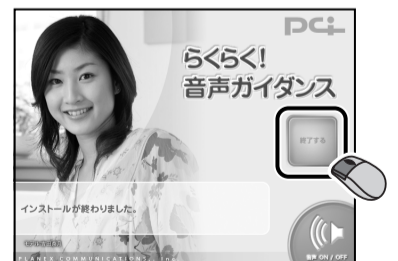 PCi
らくらく!
音声ガイダンス
終了する
インストールが終わりました。
音声 ON / OFF
PLANEX COMMUNICATIONS Inc.